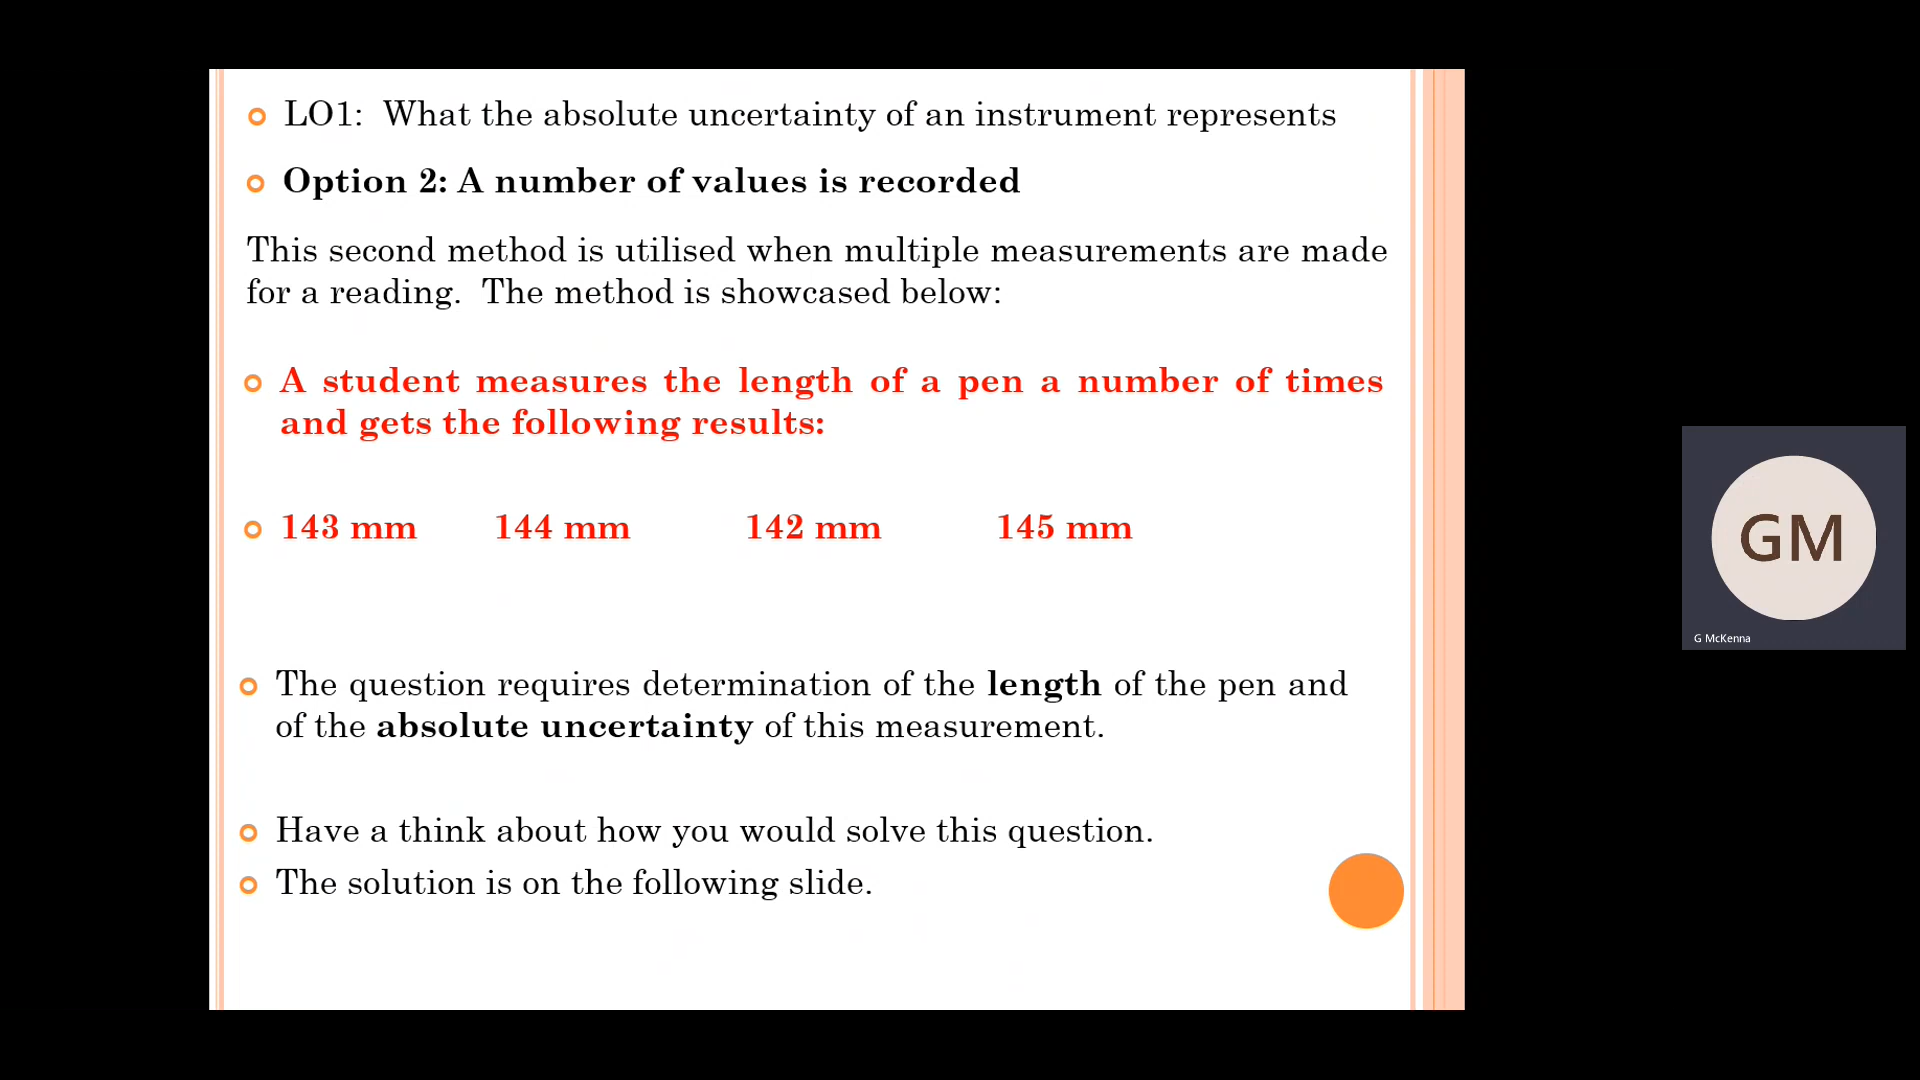 LO1: What the absolute uncertainty of an instrument represents
Option 2: A number of values is recorded
This second method is utilised when multiple measurements are made
for a reading. The method is showcased below:
A student measures the length of a pen a number of times
and gets the following results:
143 mm 144 mm 142 mm 145 mm
The question requires determination of the length of the pen and
of the absolute uncertainty of this measurement.
Have a think about how you would solve this question.
The solution is on the following slide.
GM
G McKenna